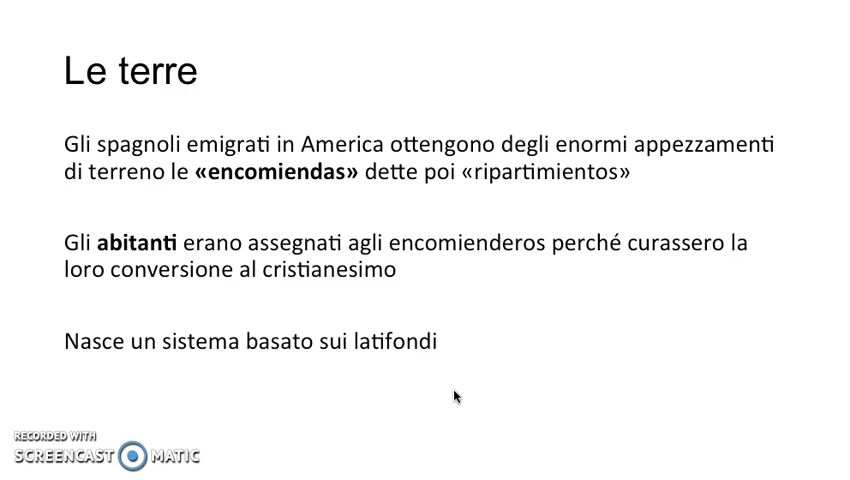 Le terre
Gli spagnoli emigrati in America ottengono degli enormi appezzamenti
di terreno le «encomiendas» dette poi «ripartimientos»
Gli abitanti erano assegnati agli encomienderos perché curassero la
loro conversione al cristianesimo
Nasce un sistema basato sui latifondi
RECORDED WITH
SCREENCAST MATIC